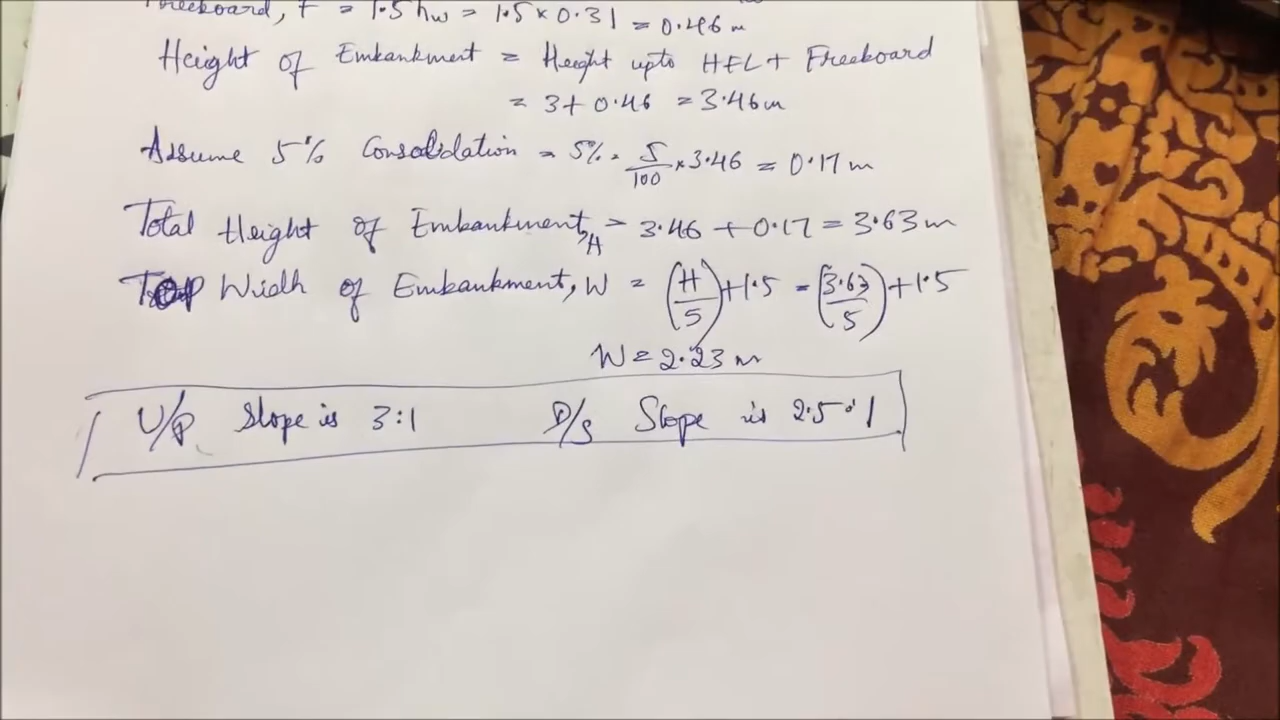 Freeboard, F = 1.5 hw = 1.5 × 0.31 = 0.46 m
Height of Embankment = Height upto HFL + Freeboard
= 3 + 0.46 = 3.46 m
Assume 5% Consolidation = 5% = 5/100 × 3.46 = 0.17 m
Total Height of Embankment, H = 3.46 + 0.17 = 3.63 m
Top Width of Embankment, W = (H/5) + 1.5 = (3.63/5) + 1.5
W = 2.23 m
U/P Slope is 3:1 D/S Slope is 2.5:1